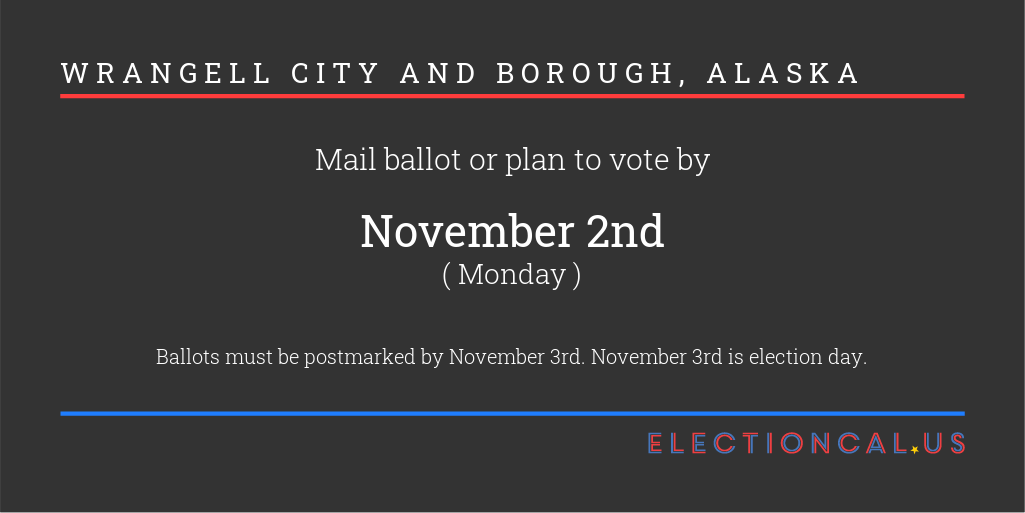 WRANGELL CITY AND BOROUGH, ALASKA
Mail ballot or plan to vote by
November 2nd
( Monday )
Ballots must be postmarked by November 3rd. November 3rd is election day.
ELECTIONCAL.US